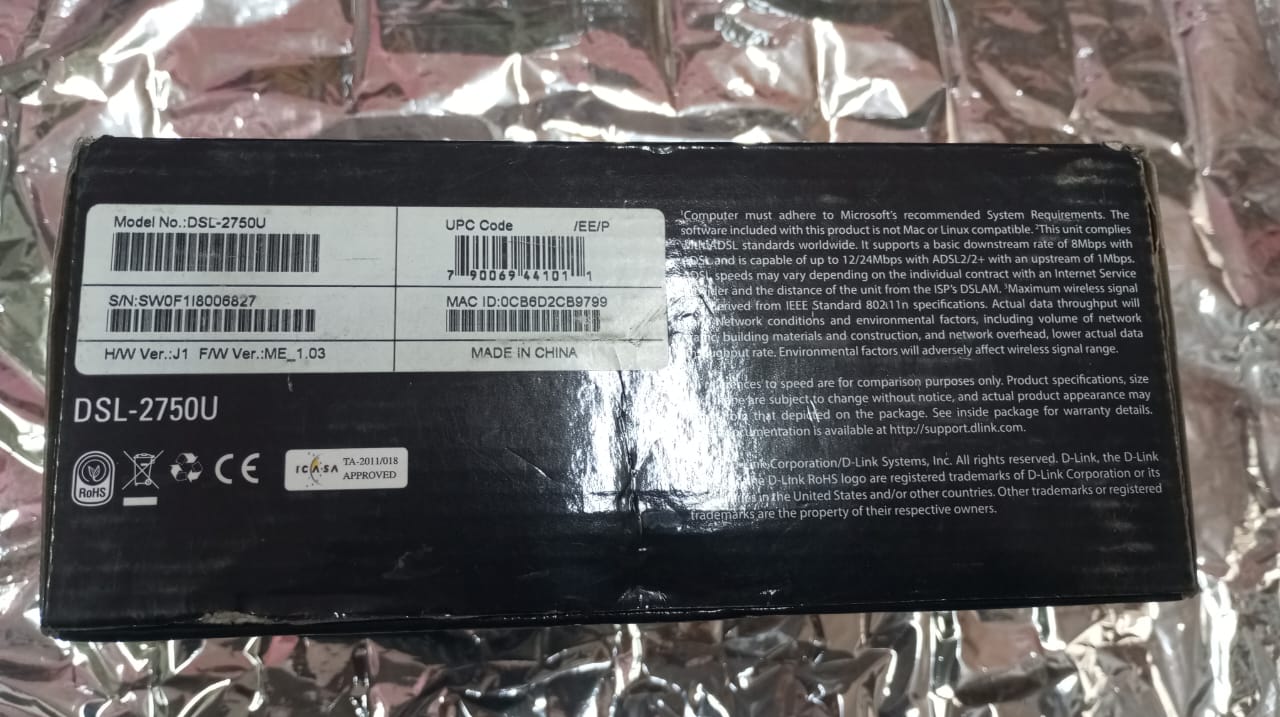 Model No.:DSL-2750U
UPC Code /EE/P
7 90069 44101 1
S/N:SW0F1I8006827
MAC ID:0CB6D2CB9799
H/W Ver.:J1 F/W Ver.:ME_1.03
MADE IN CHINA
DSL-2750U
RoHS
CE
ICASA TA-2011/018
APPROVED
¹Computer must adhere to Microsoft's recommended System Requirements. The
software included with this product is not Mac or Linux compatible. ²This unit complies
ADSL standards worldwide. It supports a basic downstream rate of 8Mbps with
and is capable of up to 12/24Mbps with ADSL2/2+ with an upstream of 1Mbps.
speeds may vary depending on the individual contract with an Internet Service
and the distance of the unit from the ISP's DSLAM. ³Maximum wireless signal
from IEEE Standard 802.11n specifications. Actual data throughput will
Network conditions and environmental factors, including volume of network
building materials and construction, and network overhead, lower actual data
rate. Environmental factors will adversely affect wireless signal range.
to speed are for comparison purposes only. Product specifications, size
are subject to change without notice, and actual product appearance may
that depicted on the package. See inside package for warranty details.
is available at http://support.dlink.com.
Corporation/D-Link Systems, Inc. All rights reserved. D-Link, the D-Link
D-Link RoHS logo are registered trademarks of D-Link Corporation or its
in the United States and/or other countries. Other trademarks or registered
trademarks are the property of their respective owners.